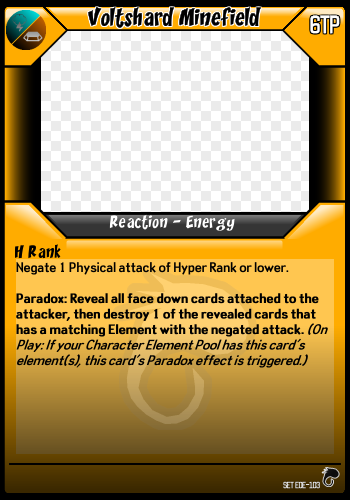 Voltshard Minefield
6TP
Reaction - Energy
H Rank
Negate 1 Physical attack of Hyper Rank or lower.
Paradox: Reveal all face down cards attached to the
attacker, then destroy 1 of the revealed cards that
has a matching Element with the negated attack. (On
Play: If your Character Element Pool has this card's
element(s), this card's Paradox effect is triggered.)
SET EOE-103